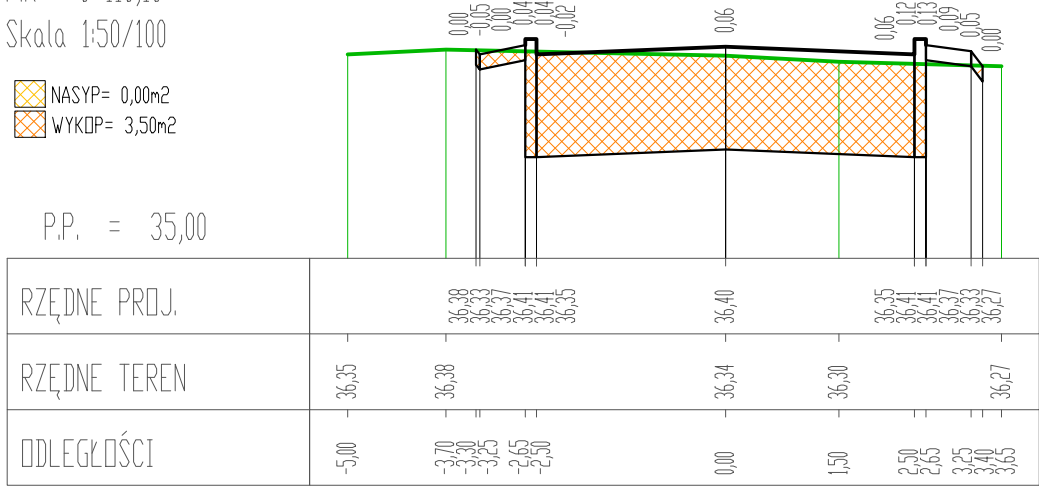 Skala 1:50/100
NASYP= 0,00m2
WYKOP= 3,50m2
P.P. = 35,00
0,00 -0,05 0,00 0,04 0,04 -0,02 0,06 0,06 0,12 0,13 0,09 0,05 0,00
RZĘDNE PROJ. 36,38 36,33 36,37 36,41 36,41 36,35 36,40 36,35 36,41 36,41 36,37 36,33 36,27
RZĘDNE TEREN 36,35 36,38 36,34 36,30 36,27
ODLEGŁOŚCI -5,00 -3,70 -3,30 -3,25 -2,65 -2,50 0,00 1,50 2,50 2,65 3,25 3,40 3,65